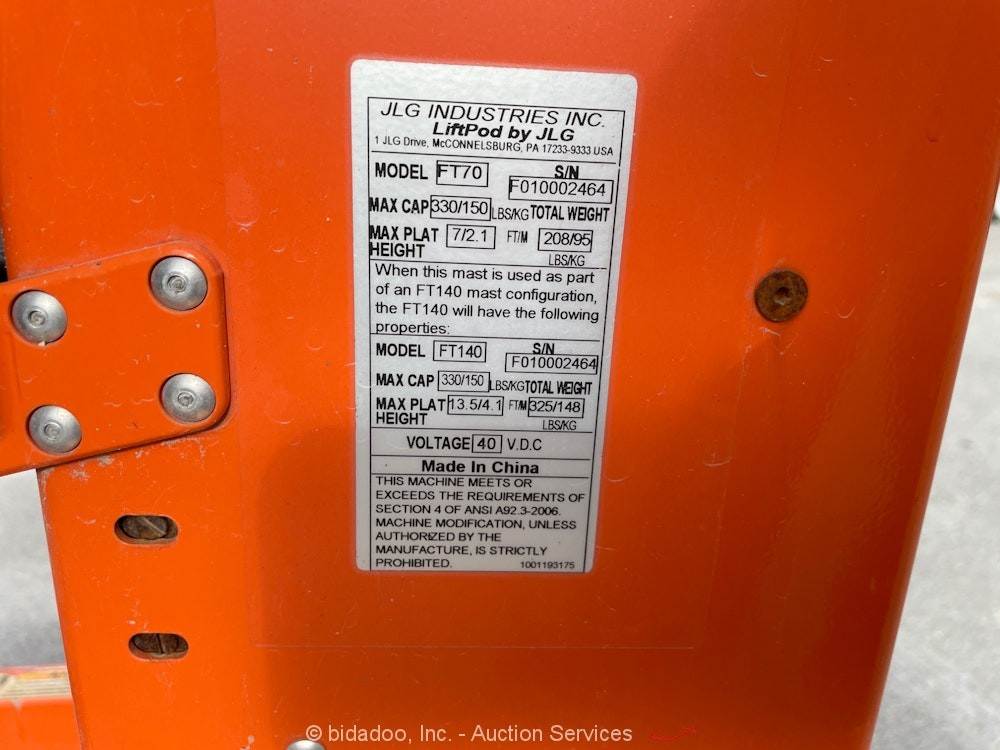 JLG INDUSTRIES INC.
LiftPod by JLG
1 JLG Drive, McCONNELSBURG, PA 17233-9333 USA
MODEL FT70 S/N F010002464
MAX CAP 330/150 LBS/KG TOTAL WEIGHT
MAX PLAT HEIGHT 7/2.1 FT/M 208/95 LBS/KG
When this mast is used as part
of an FT140 mast configuration,
the FT140 will have the following
properties:
MODEL FT140 S/N F010002464
MAX CAP 330/150 LBS/KG TOTAL WEIGHT
MAX PLAT HEIGHT 13.5/4.1 FT/M 325/148 LBS/KG
VOLTAGE 40 V.D.C
Made In China
THIS MACHINE MEETS OR
EXCEEDS THE REQUIREMENTS OF
SECTION 4 OF ANSI A92.3-2006.
MACHINE MODIFICATION, UNLESS
AUTHORIZED BY THE
MANUFACTURE, IS STRICTLY
PROHIBITED. 1001193175
© bidadoo, Inc. - Auction Services